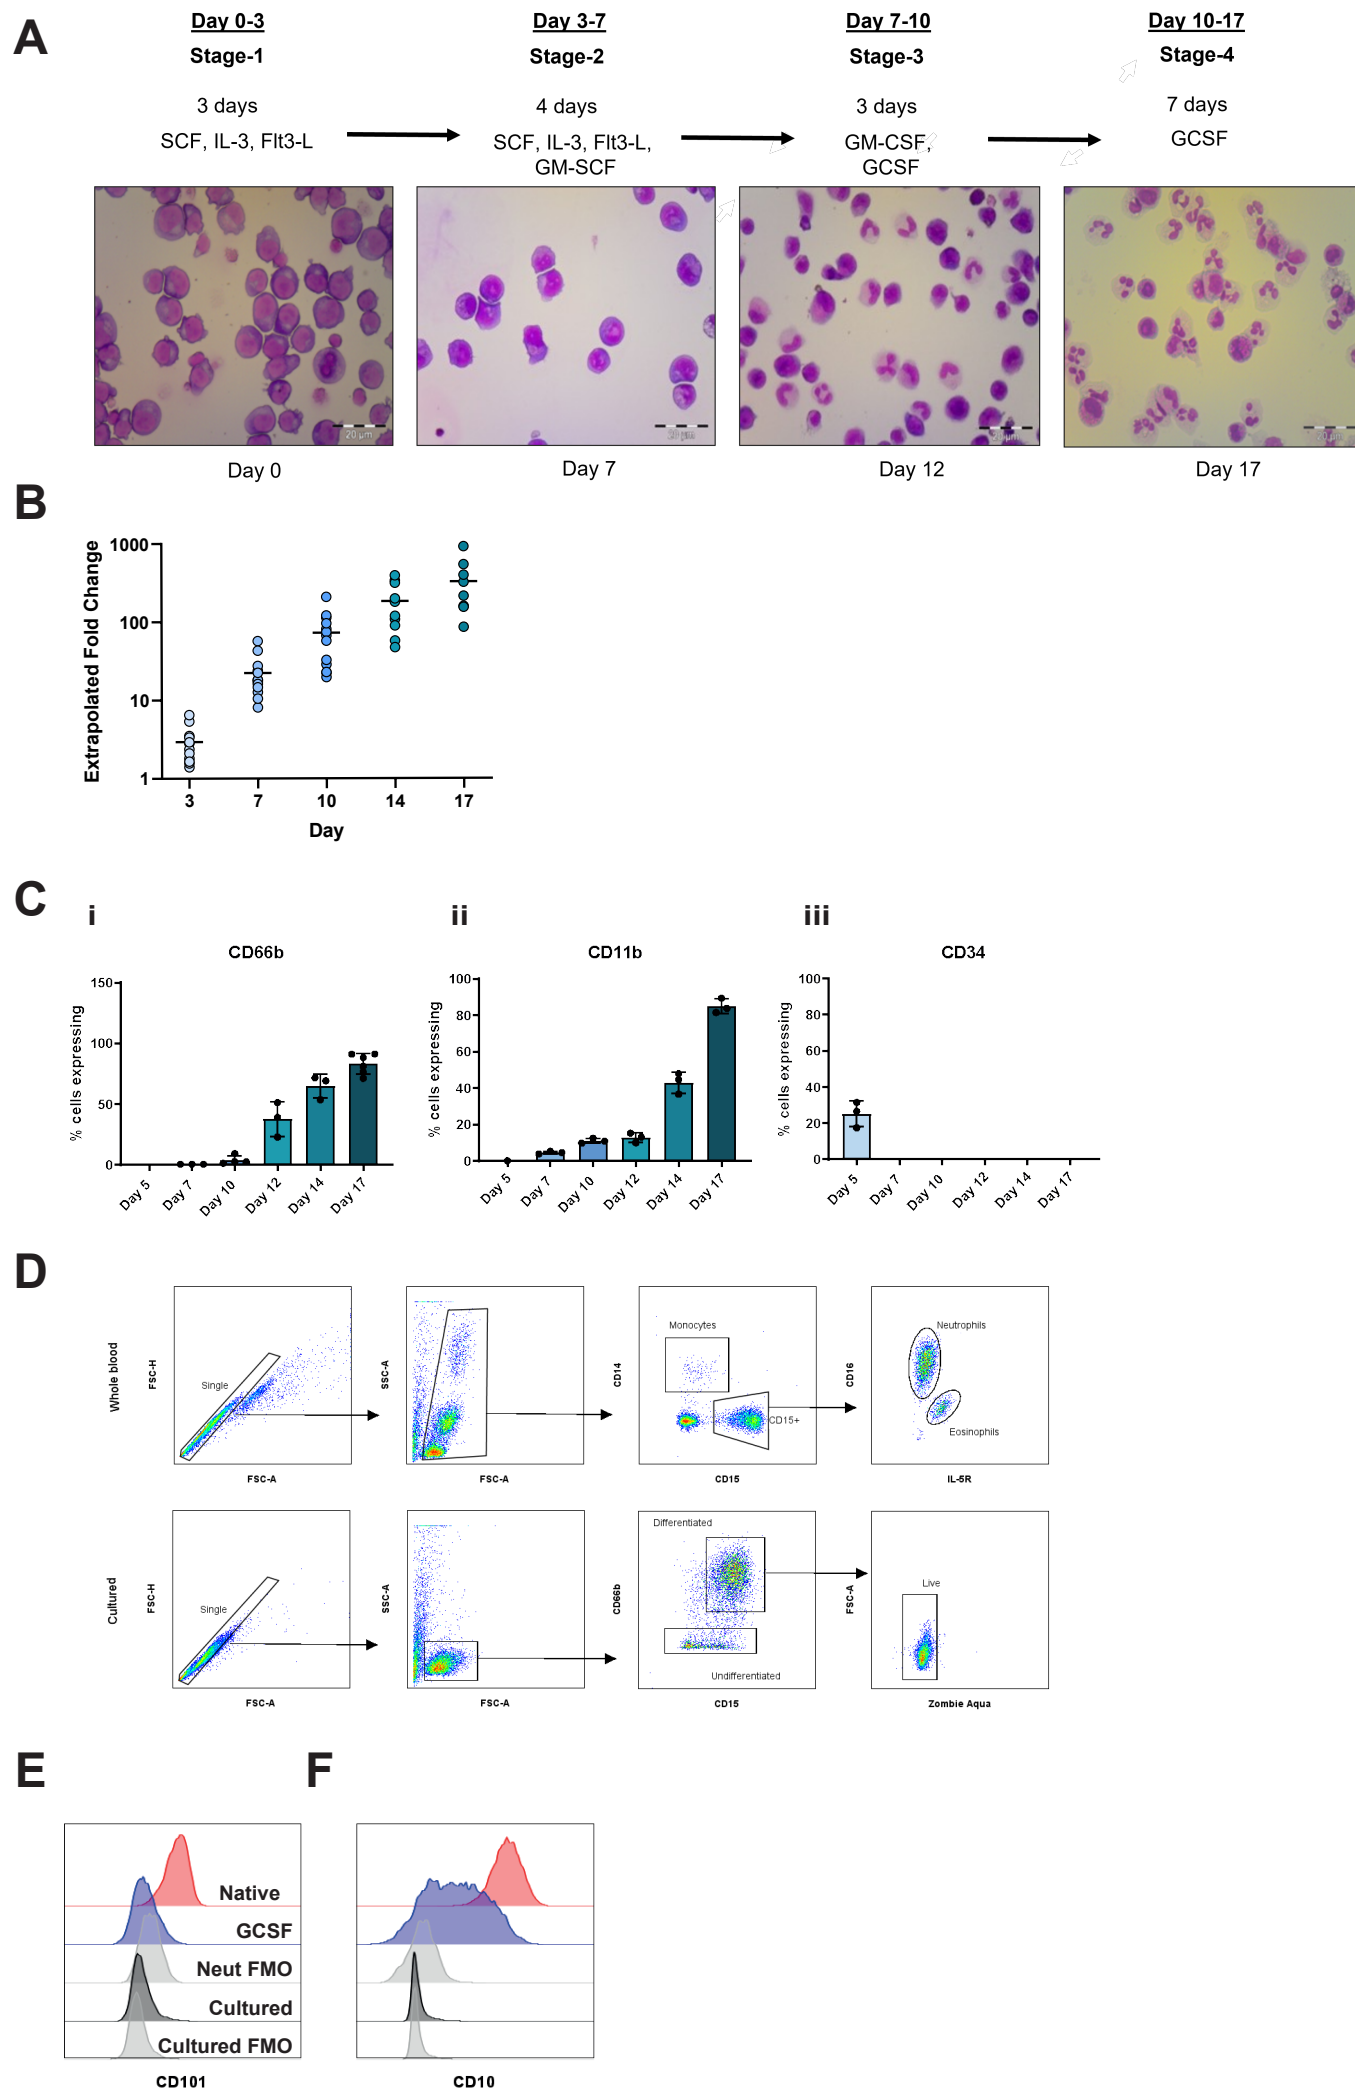 A
Day 0-3
Day 3-7
Day 7-10
Day 10-17
Stage-1
Stage-2
Stage-3
Stage-4
3 days
4 days
3 days
7 days
SCF, IL-3, Flt3-L
SCF, IL-3, Flt3-L,
GM-SCF
GM-CSF,
GCSF
GCSF
20 µm
20 µm
20 µm
20 µm
Day 0
Day 7
Day 12
Day 17
B
Extrapolated Fold Change
1000
100
10
1
3
7
10
14
17
Day
C
i
CD66b
% cells expressing
150
100
50
0
Day 5
Day 7
Day 10
Day 12
Day 14
Day 17
ii
CD11b
% cells expressing
100
80
60
40
20
0
Day 5
Day 7
Day 10
Day 12
Day 14
Day 17
iii
CD34
% cells expressing
100
80
60
40
20
0
Day 5
Day 7
Day 10
Day 12
Day 14
Day 17
D
Whole blood
FSC-H
Single
FSC-A
SSC-A
FSC-A
CD14
Monocytes
CD15+
CD15
CD16
Neutrophils
Eosinophils
IL-5R
Cultured
FSC-H
Single
FSC-A
SSC-A
FSC-A
CD66b
Differentiated
Undifferentiated
CD15
FSC-A
Live
Zombie Aqua
E
Native
GCSF
Neut FMO
Cultured
Cultured FMO
CD101
F
CD10